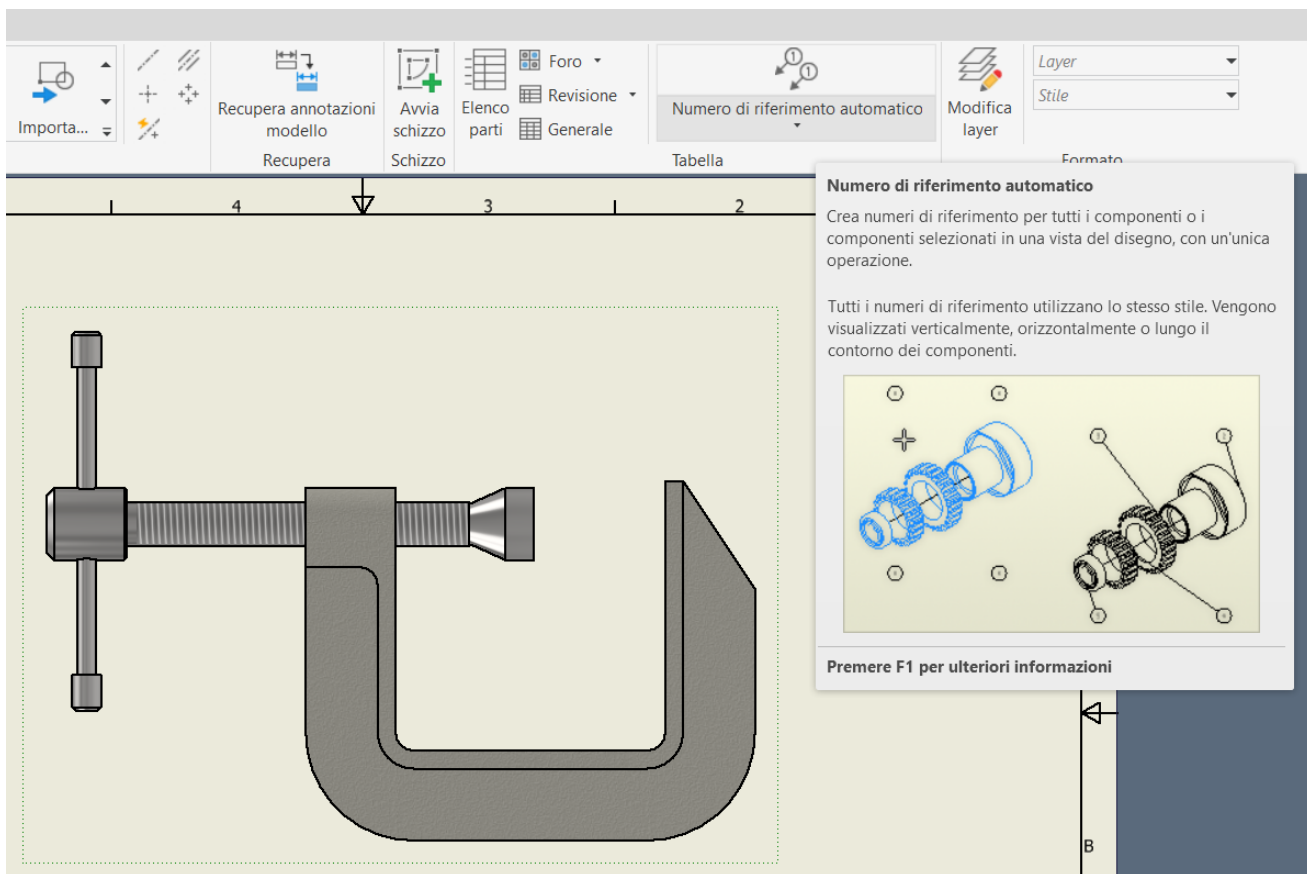 Importa...
Recupera annotazioni
modello
Recupera
Avvia
schizzo
Schizzo
Elenco
parti
Foro
Revisione
Generale
1
1
Numero di riferimento automatico
Tabella
Modifica
layer
Layer
Stile
Formato
4
3
2
Numero di riferimento automatico
Crea numeri di riferimento per tutti i componenti o i
componenti selezionati in una vista del disegno, con un'unica
operazione.
Tutti i numeri di riferimento utilizzano lo stesso stile. Vengono
visualizzati verticalmente, orizzontalmente o lungo il
contorno dei componenti.
Premere F1 per ulteriori informazioni
B